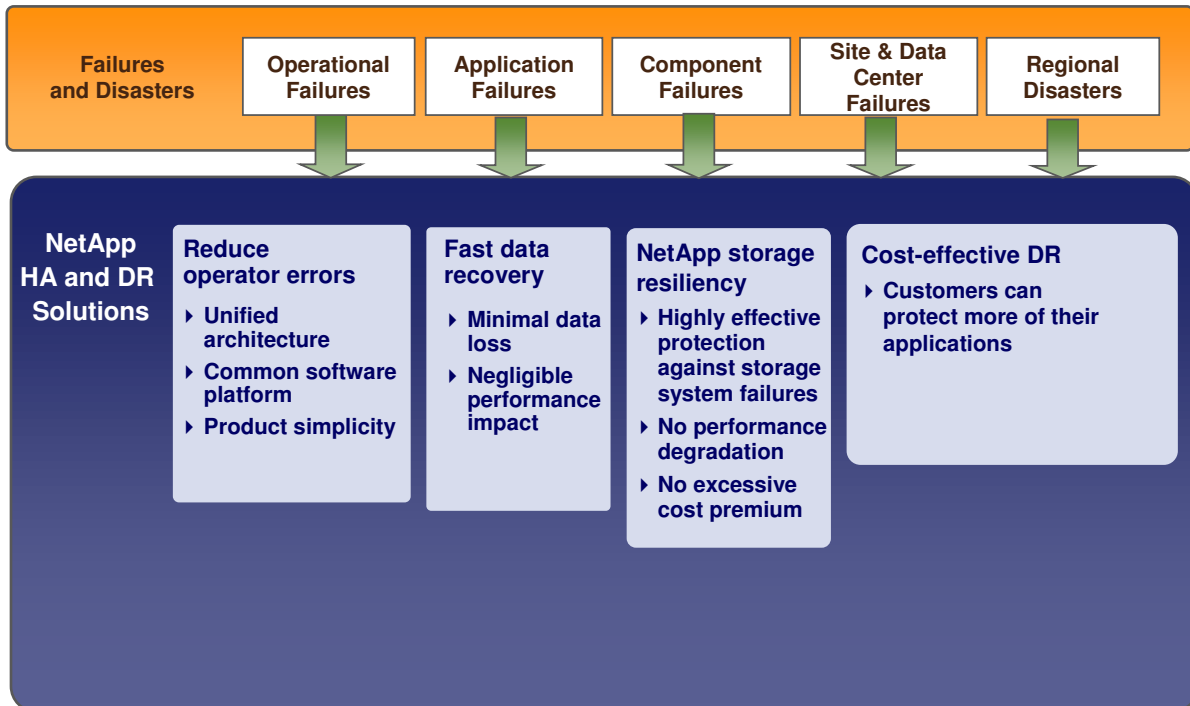 Failures
and Disasters
Operational
Failures
Application
Failures
Component
Failures
Site & Data
Center
Failures
Regional
Disasters
NetApp
HA and DR
Solutions
Reduce
operator errors
Unified
architecture
Common software
platform
Product simplicity
Fast data
recovery
Minimal data
loss
Negligible
performance
impact
NetApp storage
resiliency
Highly effective
protection
against storage
system failures
No performance
degradation
No excessive
cost premium
Cost-effective DR
Customers can
protect more of their
applications